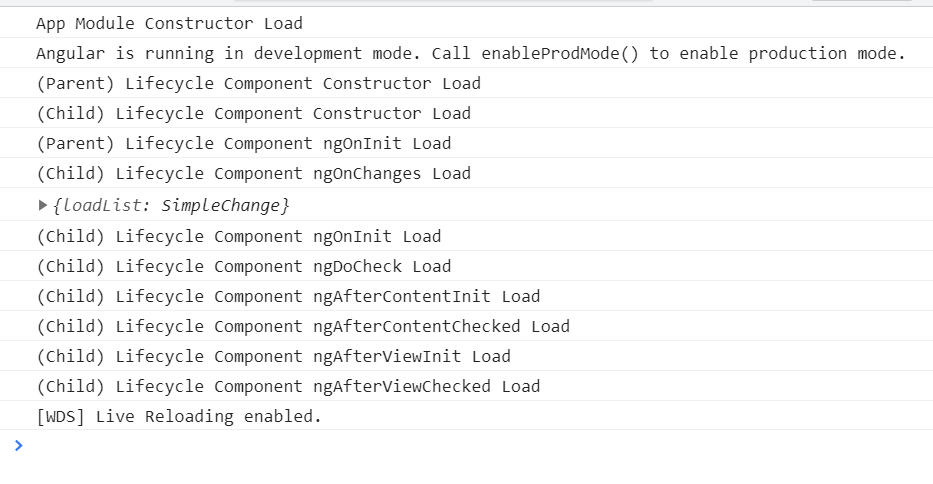 App Module Constructor Load
Angular is running in development mode. Call enableProdMode() to enable production mode.
(Parent) Lifecycle Component Constructor Load
(Child) Lifecycle Component Constructor Load
(Parent) Lifecycle Component ngOnInit Load
(Child) Lifecycle Component ngOnChanges Load
{loadList: SimpleChange}
(Child) Lifecycle Component ngOnInit Load
(Child) Lifecycle Component ngDoCheck Load
(Child) Lifecycle Component ngAfterContentInit Load
(Child) Lifecycle Component ngAfterContentChecked Load
(Child) Lifecycle Component ngAfterViewInit Load
(Child) Lifecycle Component ngAfterViewChecked Load
[WDS] Live Reloading enabled.